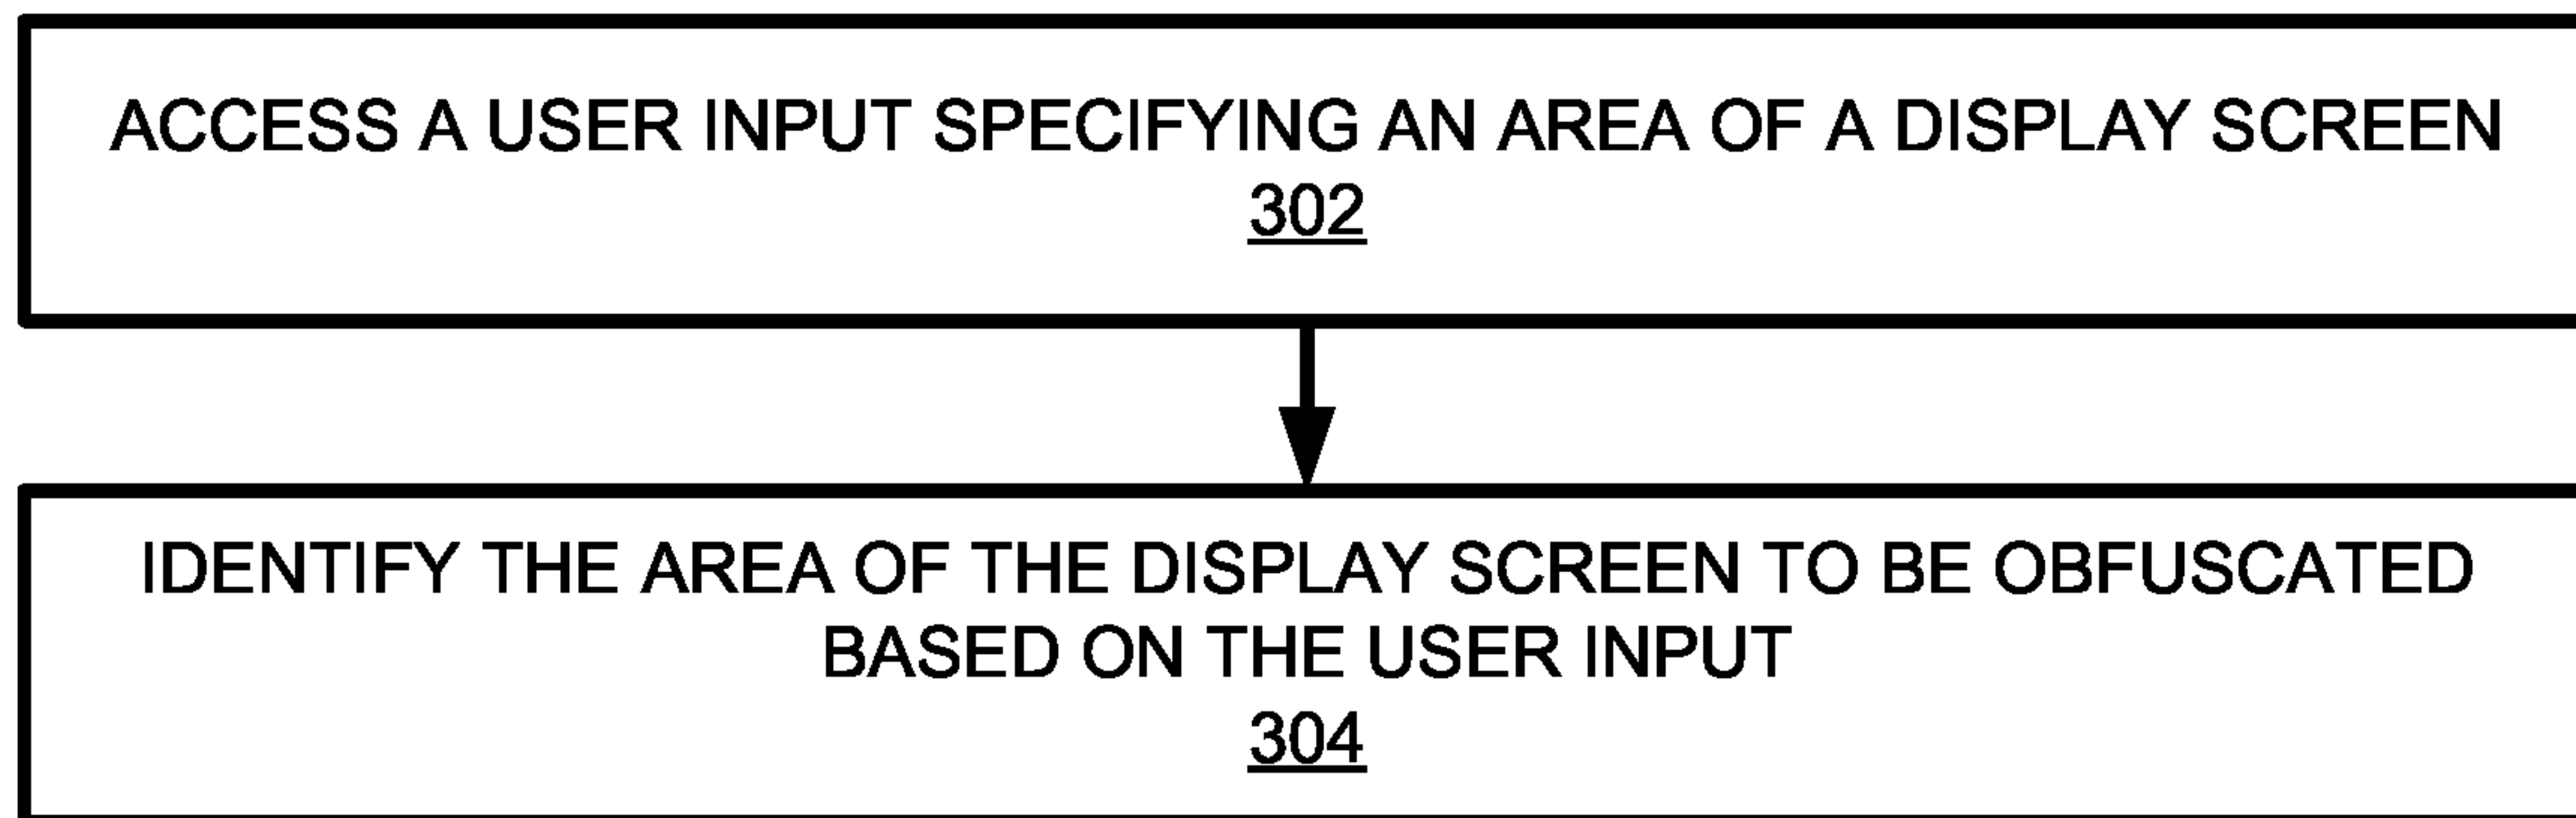 ACCESS A USER INPUT SPECIFYING AN AREA OF A DISPLAY SCREEN
302
IDENTIFY THE AREA OF THE DISPLAY SCREEN TO BE OBFUSCATED
BASED ON THE USER INPUT
304